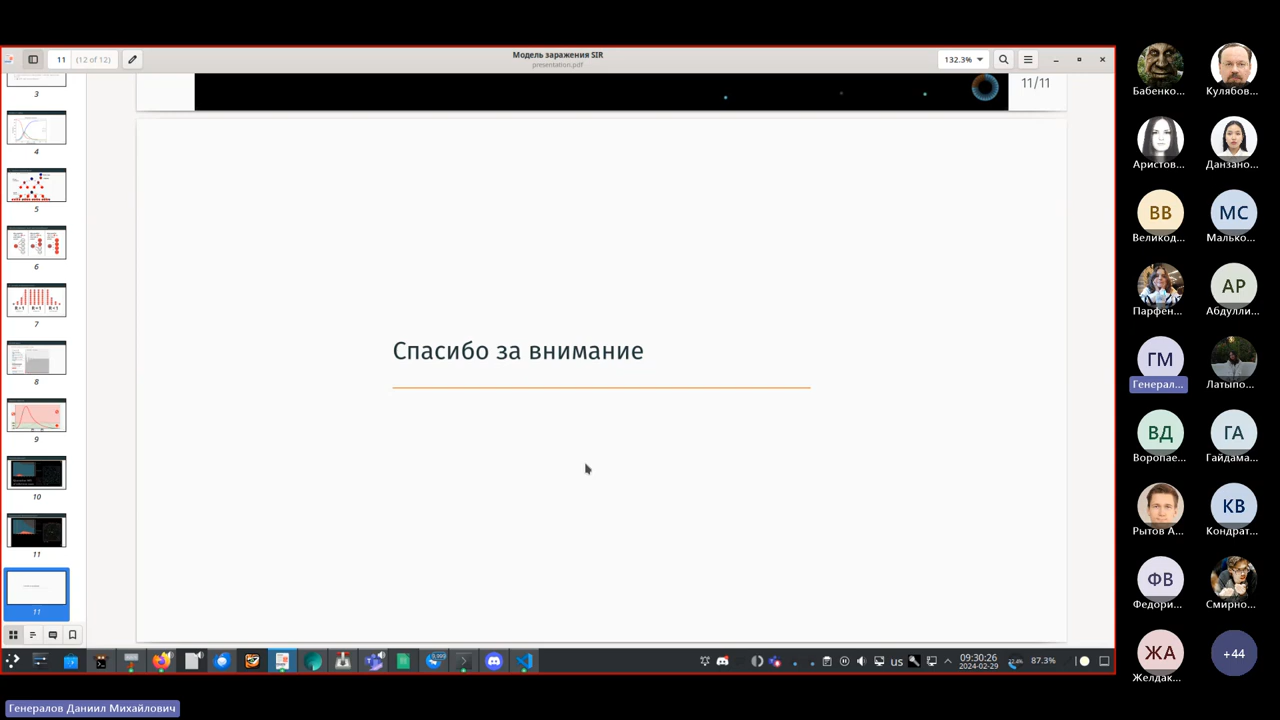 11
(12 of 12)
Модель заражения SIR
presentation.pdf
132.3%
11/11
3
4
5
6
7
8
9
10
11
11
Спасибо за внимание
us
09:30:26
2024-02-29
87.3%
Бабенко...
Кулябов...
Аристов...
Данзано...
ВВ
Великод...
МС
Малько...
Парфен...
АР
Абдулли...
ГМ
Генерал...
Латыпо...
ВД
Воропае...
ГА
Гайдама...
Рытов А...
КВ
Кондрат...
ФВ
Федори...
Смирно...
ЖА
Желдак...
+44
Генералов Даниил Михайлович